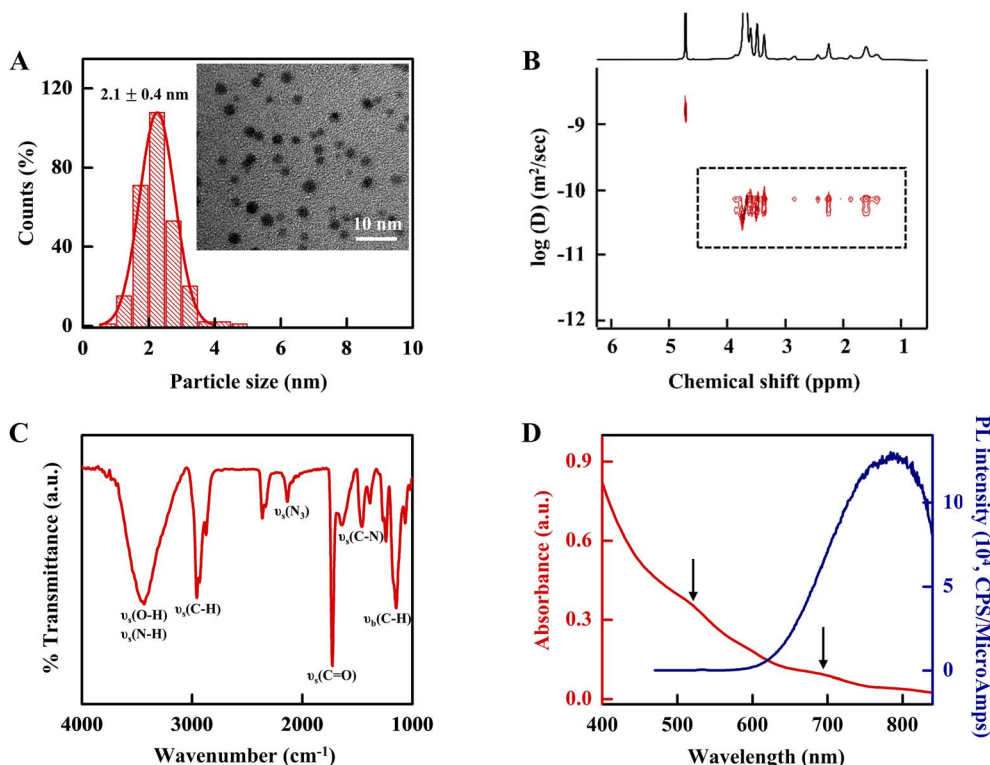 A
2.1 ± 0.4 nm
10 nm
Counts (%)
120
80
40
0
0 2 4 6 8 10
Particle size (nm)
B
log (D) (m²/sec)
-9
-10
-11
-12
6 5 4 3 2 1
Chemical shift (ppm)
C
% Transmittance (a.u.)
υs(O-H)
υs(N-H)
υs(C-H)
υs(N₃)
υs(C=O)
υs(C-N)
υb(C-H)
4000 3000 2000 1000
Wavenumber (cm⁻¹)
D
Absorbance (a.u.)
0.9
0.6
0.3
0.0
400 500 600 700 800
Wavelength (nm)
10
5
0
PL intensity (10⁴, CPS/MicroAmps)